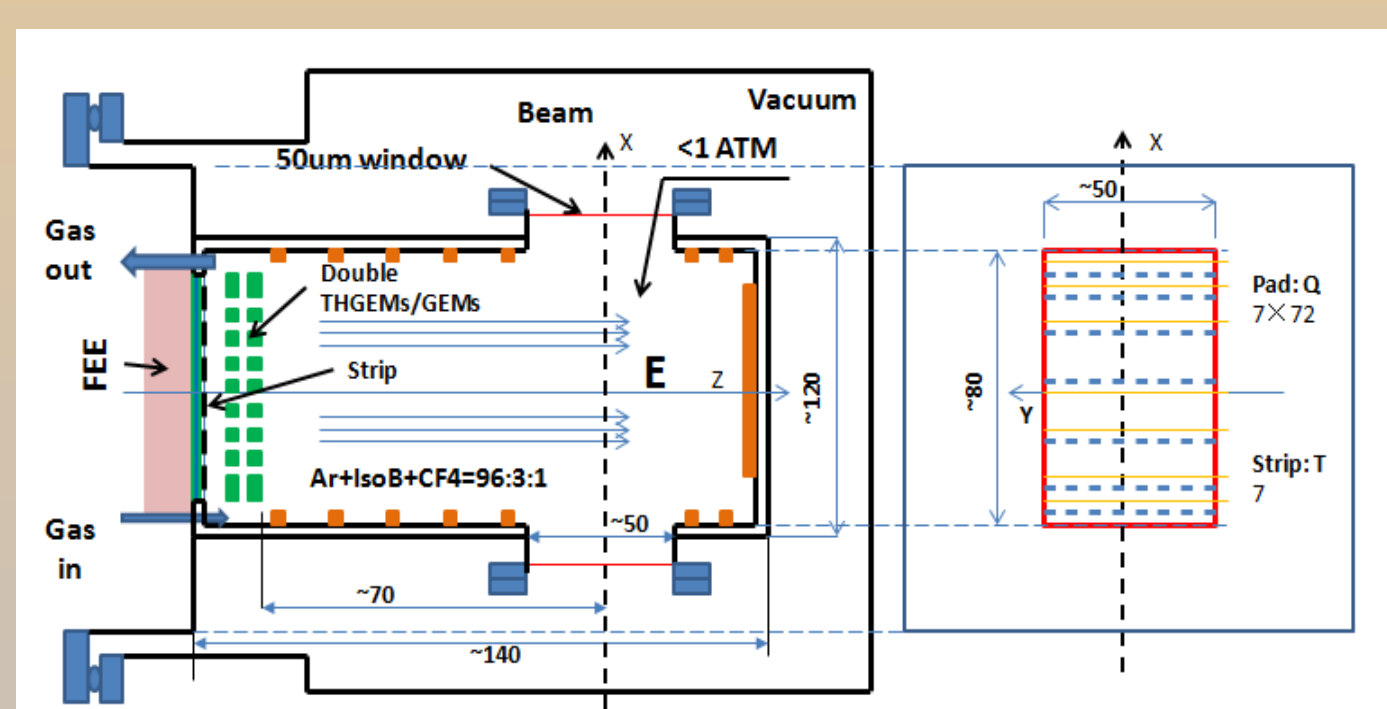 Beam
Vacuum
X
50um window
<1 ATM
X
~50
Gas
out
Double
THGEMs/GEMs
Pad: Q
7×72
FEE
Strip
E
Z
~120
~80
Y
Ar+IsoB+CF4=96:3:1
Strip: T
7
Gas
in
~50
~70
~140